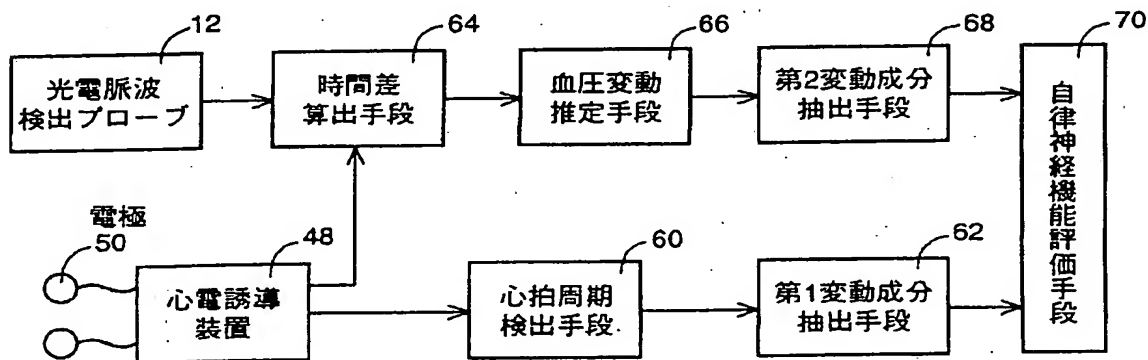 12
光電脈波
検出プローブ
64
時間差
算出手段
66
血圧変動
推定手段
68
第2変動成分
抽出手段
70
自律神経機能評価手段
電極
50
48
心電誘導
装置
60
心拍周期
検出手段
62
第1変動成分
抽出手段